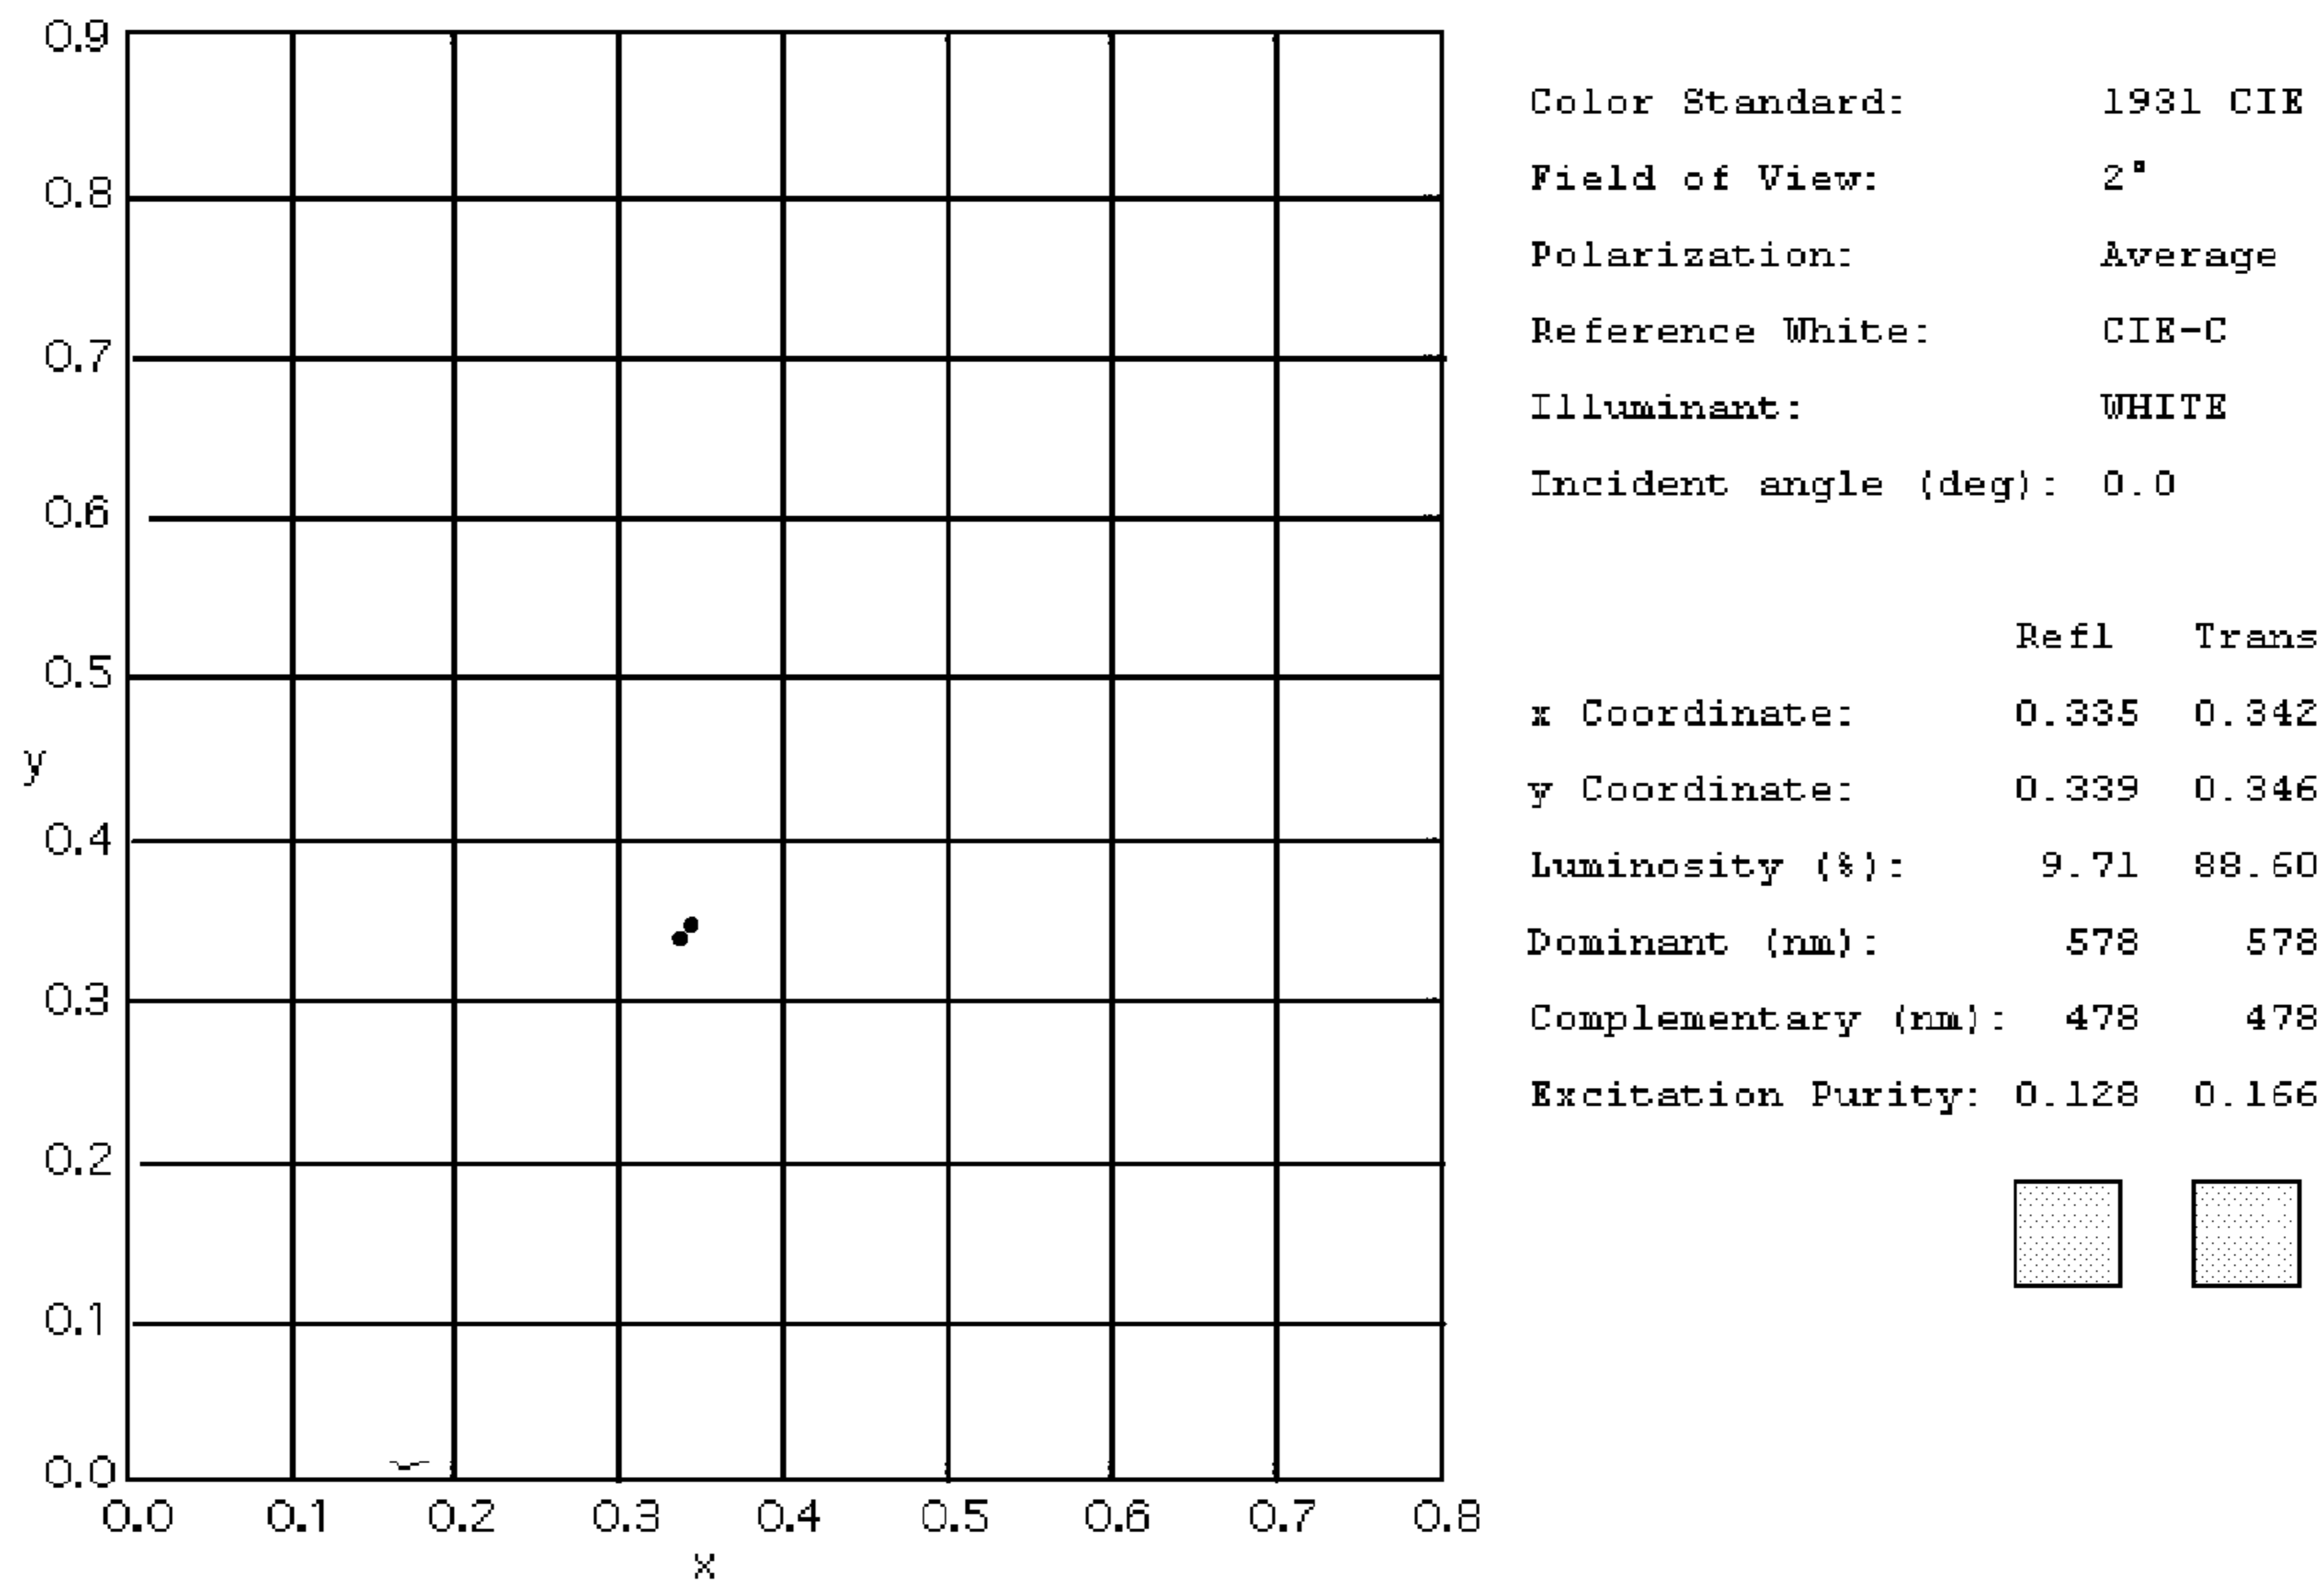 0.9
0.8
0.7
0.6
0.5
y
0.4
0.3
0.2
0.1
0.0
0.0 0.1 0.2 0.3 0.4 0.5 0.6 0.7 0.8
x
Color Standard: 1931 CIE
Field of View: 2°
Polarization: Average
Reference White: CIE-C
Illuminant: WHITE
Incident angle (deg): 0.0
Refl Trans
x Coordinate: 0.335 0.342
y Coordinate: 0.339 0.346
Luminosity (%): 9.71 88.60
Dominant (nm): 578 578
Complementary (nm): 478 478
Excitation Purity: 0.128 0.166